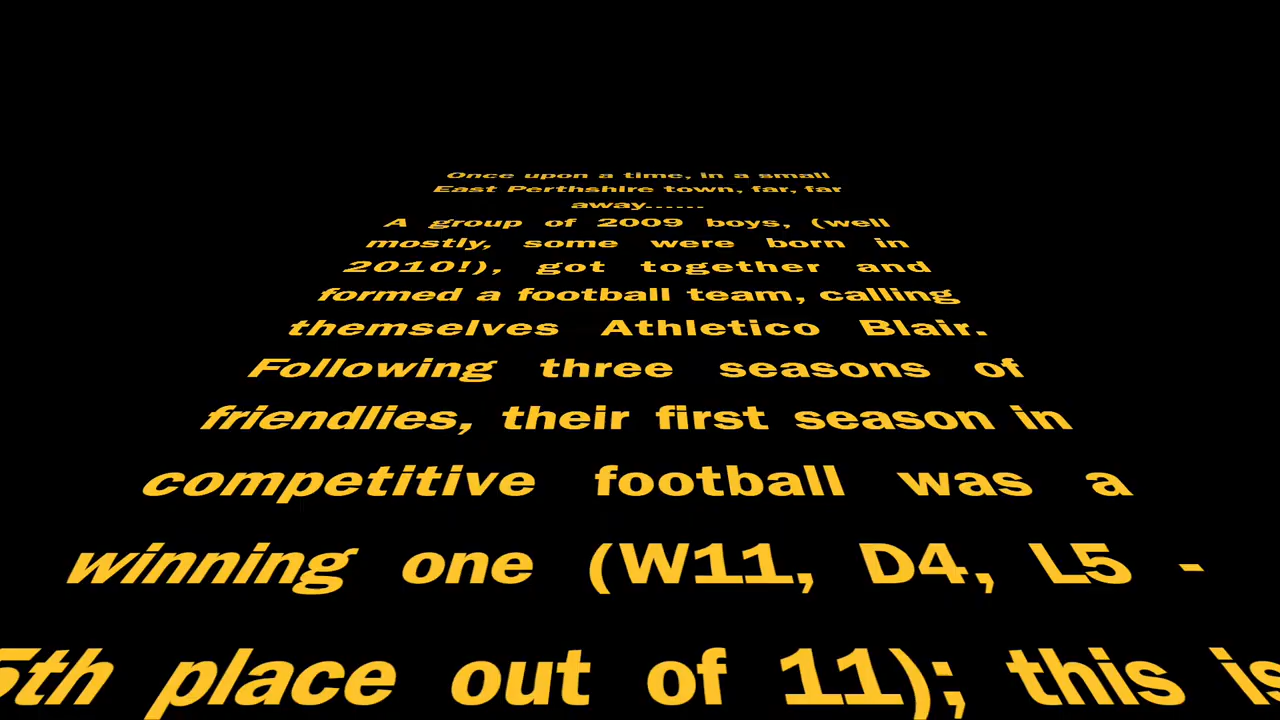 Once upon a time, in a small
East Perthshire town, far, far
away......
A group of 2009 boys, (well
mostly, some were born in
2010!), got together and
formed a football team, calling
themselves Athletico Blair.
Following three seasons of
friendlies, their first season in
competitive football was a
winning one (W11, D4, L5 -
5th place out of 11); this is